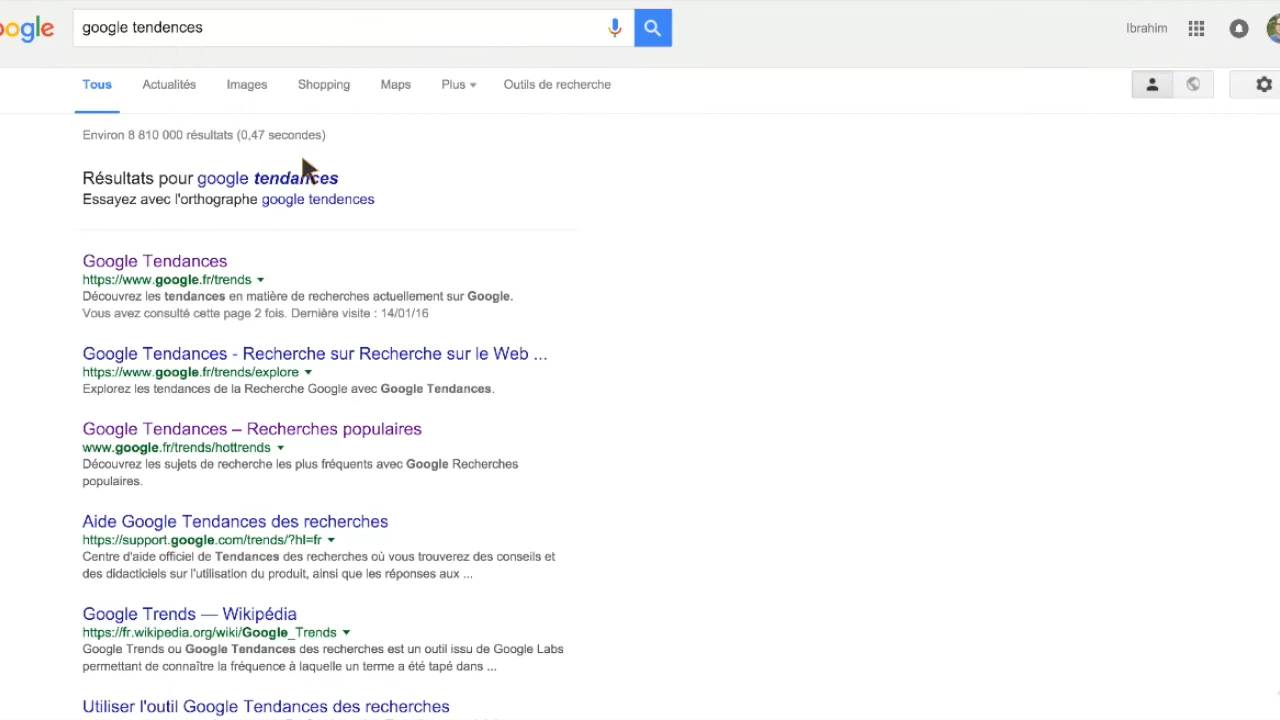 oogle
google tendences
Ibrahim
Tous Actualités Images Shopping Maps Plus Outils de recherche
Environ 8 810 000 résultats (0,47 secondes)
Résultats pour google tendances
Essayez avec l'orthographe google tendences
Google Tendances
https://www.google.fr/trends
Découvrez les tendances en matière de recherches actuellement sur Google.
Vous avez consulté cette page 2 fois. Dernière visite : 14/01/16
Google Tendances - Recherche sur Recherche sur le Web ...
https://www.google.fr/trends/explore
Explorez les tendances de la Recherche Google avec Google Tendances.
Google Tendances – Recherches populaires
www.google.fr/trends/hottrends
Découvrez les sujets de recherche les plus fréquents avec Google Recherches
populaires.
Aide Google Tendances des recherches
https://support.google.com/trends/?hl=fr
Centre d'aide officiel de Tendances des recherches où vous trouverez des conseils et
des didacticiels sur l'utilisation du produit, ainsi que les réponses aux ...
Google Trends — Wikipédia
https://fr.wikipedia.org/wiki/Google_Trends
Google Trends ou Google Tendances des recherches est un outil issu de Google Labs
permettant de connaître la fréquence à laquelle un terme a été tapé dans ...
Utiliser l'outil Google Tendances des recherches